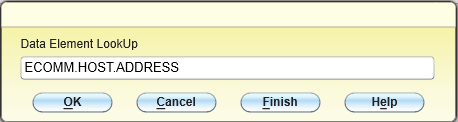 Data Element LookUp
ECOMM.HOST.ADDRESS
OK Cancel Finish Help